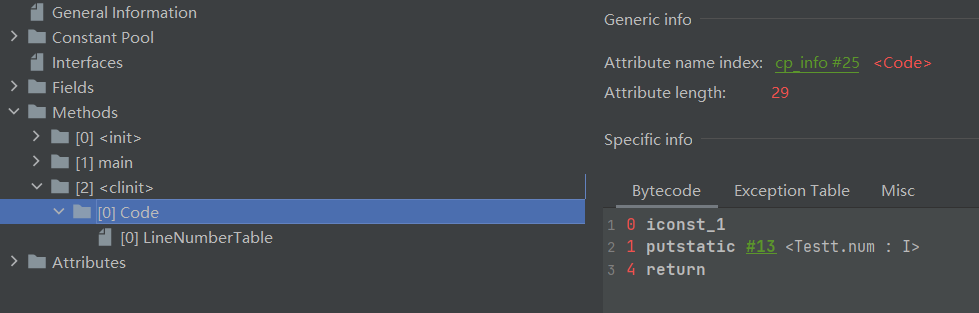 General Information
Constant Pool
Interfaces
Fields
Methods
[0] <init>
[1] main
[2] <clinit>
[0] Code
[0] LineNumberTable
Attributes
Generic info
Attribute name index: cp_info #25 <Code>
Attribute length: 29
Specific info
Bytecode Exception Table Misc
1 0 iconst_1
2 1 putstatic #13 <Testt.num : I>
3 4 return